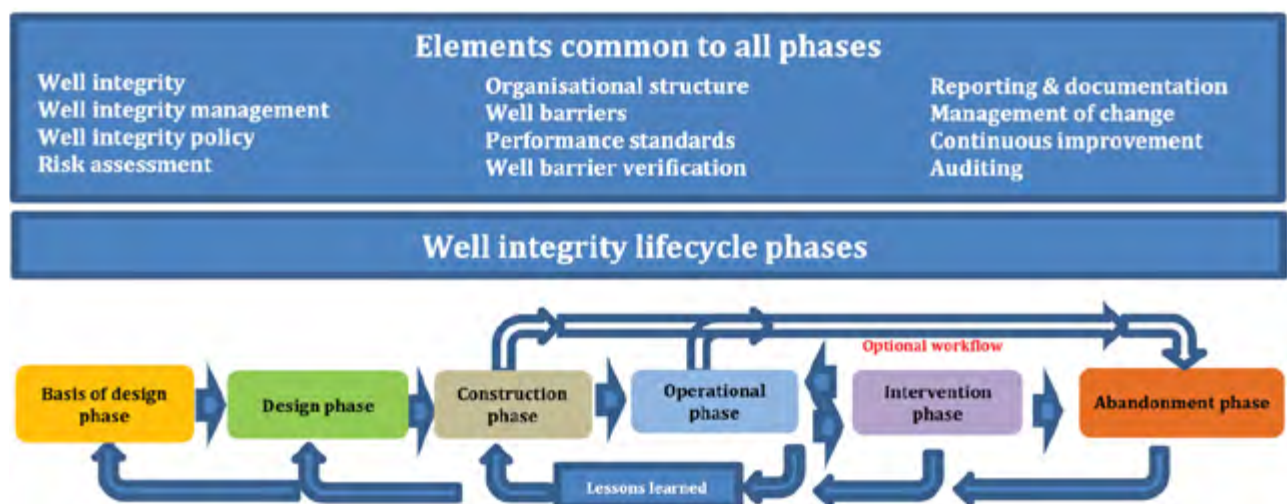 Elements common to all phases
Well integrity
Well integrity management
Well integrity policy
Risk assessment
Organisational structure
Well barriers
Performance standards
Well barrier verification
Reporting & documentation
Management of change
Continuous improvement
Auditing
Well integrity lifecycle phases
Optional workflow
Basis of design
phase
Design phase
Construction
phase
Operational
phase
Intervention
phase
Abandonment phase
Lessons learned